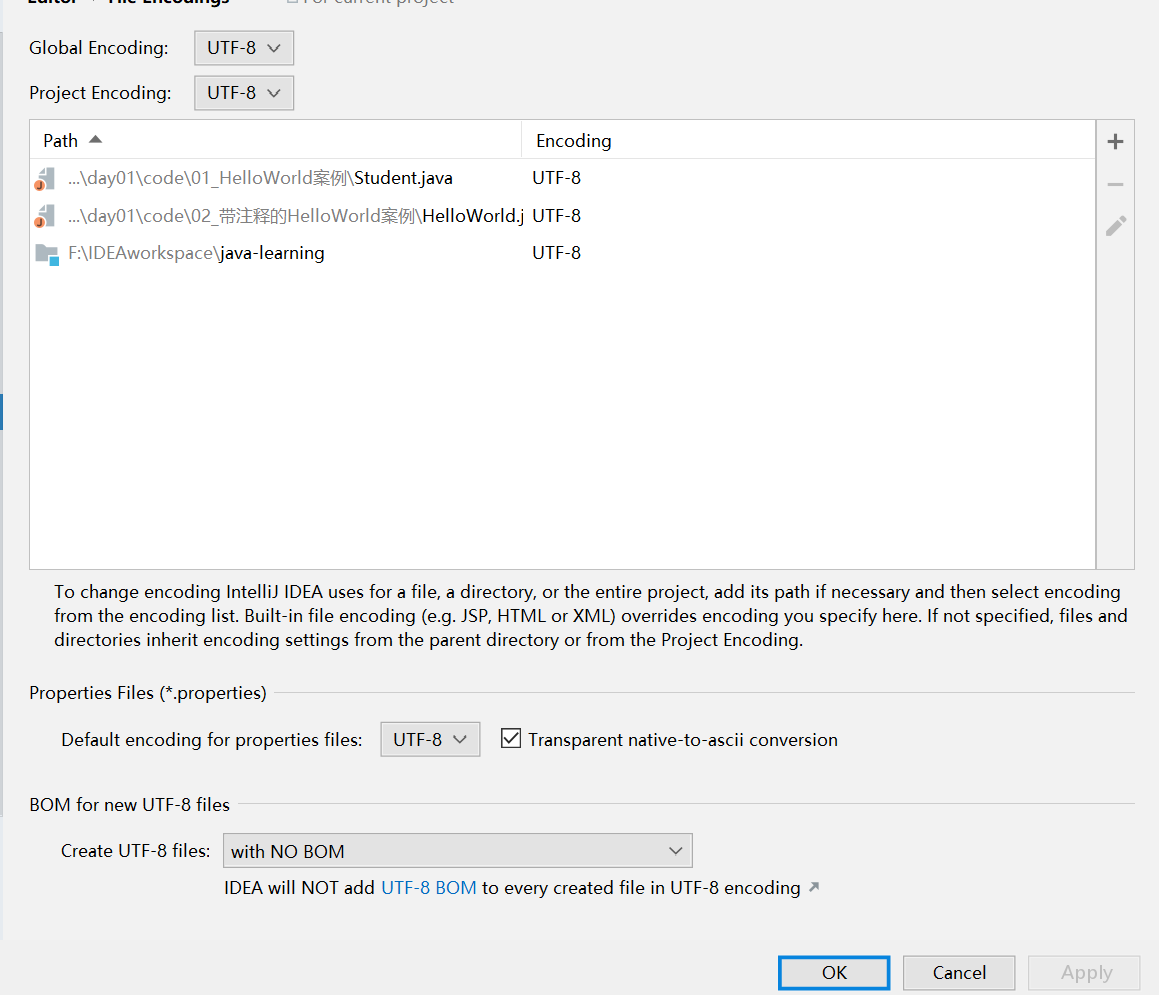 Editor › File Encodings For current project
Global Encoding: UTF-8
Project Encoding: UTF-8
Path Encoding
...\day01\code\01_HelloWorld案例\Student.java UTF-8
...\day01\code\02_带注释的HelloWorld案例\HelloWorld.j UTF-8
F:\IDEAworkspace\java-learning UTF-8
To change encoding IntelliJ IDEA uses for a file, a directory, or the entire project, add its path if necessary and then select encoding
from the encoding list. Built-in file encoding (e.g. JSP, HTML or XML) overrides encoding you specify here. If not specified, files and
directories inherit encoding settings from the parent directory or from the Project Encoding.
Properties Files (*.properties)
Default encoding for properties files: UTF-8 Transparent native-to-ascii conversion
BOM for new UTF-8 files
Create UTF-8 files: with NO BOM
IDEA will NOT add UTF-8 BOM to every created file in UTF-8 encoding
OK Cancel Apply